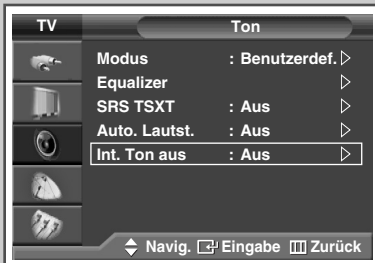 TV Ton
Modus : Benutzerdef.
Equalizer
SRS TSXT : Aus
Auto. Lautst. : Aus
Int. Ton aus : Aus
Navig. Eingabe Zurück